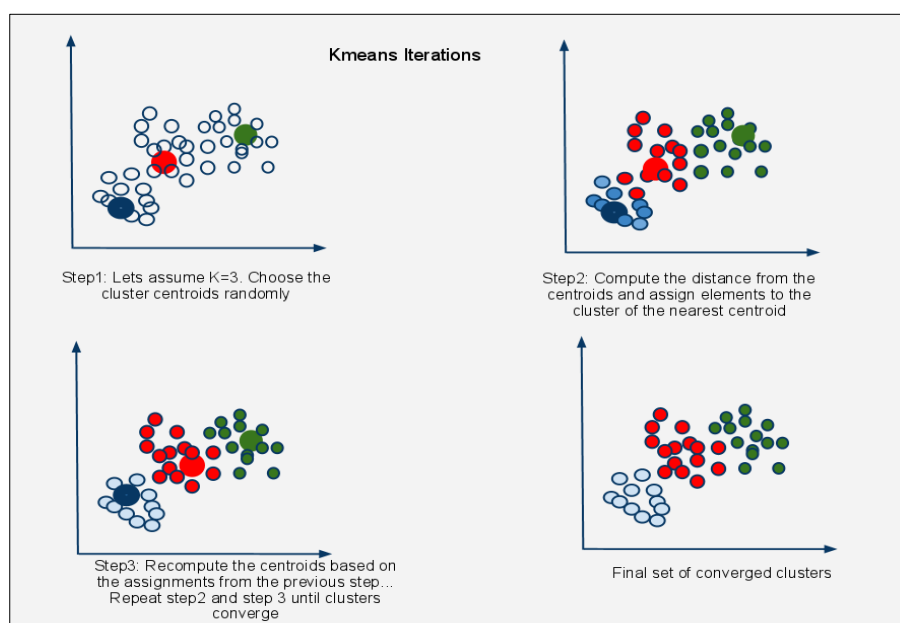 Kmeans Iterations
Step1: Lets assume K=3. Choose the
cluster centroids randomly
Step2: Compute the distance from the
centroids and assign elements to the
cluster of the nearest centroid
Step3: Recompute the centroids based on
the assignments from the previous step...
Repeat step2 and step 3 until clusters
converge
Final set of converged clusters